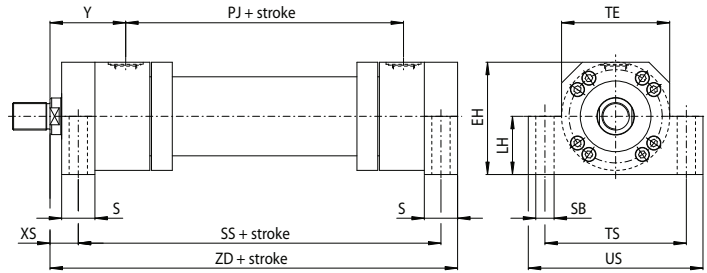 Y
PJ + stroke
TE
EH
LH
S
S
SB
XS
SS + stroke
TS
ZD + stroke
US